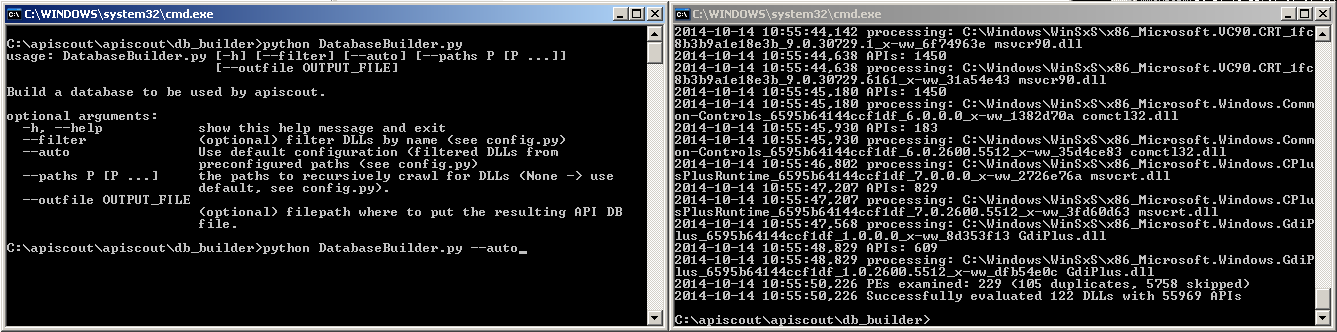 C:\WINDOWS\system32\cmd.exe
C:\apiscout\apiscout\db_builder>python DatabaseBuilder.py
usage: DatabaseBuilder.py [-h] [--filter] [--auto] [--paths P [P ...]]
[--outfile OUTPUT_FILE]
Build a database to be used by apiscout.
optional arguments:
-h, --help show this help message and exit
--filter (optional) filter DLLs by name (see config.py)
--auto Use default configuration (filtered DLLs from
preconfigured paths (see config.py)
--paths P [P ...] the paths to recursively crawl for DLLs (None -> use
default, see config.py).
--outfile OUTPUT_FILE
(optional) filepath where to put the resulting API DB
file.
C:\apiscout\apiscout\db_builder>python DatabaseBuilder.py --auto_
C:\WINDOWS\system32\cmd.exe
2014-10-14 10:55:44,142 processing: C:\Windows\WinSxS\x86_Microsoft.VC90.CRT_1fc
8b3b9a1e18e3b_9.0.30729.1_x-ww_6f74963e msvcr90.dll
2014-10-14 10:55:44,638 APIs: 1450
2014-10-14 10:55:44,638 processing: C:\Windows\WinSxS\x86_Microsoft.VC90.CRT_1fc
8b3b9a1e18e3b_9.0.30729.6161_x-ww_31a54e43 msvcr90.dll
2014-10-14 10:55:45,180 APIs: 1450
2014-10-14 10:55:45,180 processing: C:\Windows\WinSxS\x86_Microsoft.Windows.Comm
on-Controls_6595b64144ccf1df_6.0.0.0_x-ww_1382d70a comctl32.dll
2014-10-14 10:55:45,930 APIs: 183
2014-10-14 10:55:45,930 processing: C:\Windows\WinSxS\x86_Microsoft.Windows.Comm
on-Controls_6595b64144ccf1df_6.0.2600.5512_x-ww_35d4ce83 comctl32.dll
2014-10-14 10:55:46,802 processing: C:\Windows\WinSxS\x86_Microsoft.Windows.CPlu
sPlusRuntime_6595b64144ccf1df_7.0.0.0_x-ww_2726e76a msvcrt.dll
2014-10-14 10:55:47,207 APIs: 829
2014-10-14 10:55:47,207 processing: C:\Windows\WinSxS\x86_Microsoft.Windows.CPlu
sPlusRuntime_6595b64144ccf1df_7.0.2600.5512_x-ww_3fd60d63 msvcrt.dll
2014-10-14 10:55:47,568 processing: C:\Windows\WinSxS\x86_Microsoft.Windows.GdiP
lus_6595b64144ccf1df_1.0.0.0_x-ww_8d353f13 GdiPlus.dll
2014-10-14 10:55:48,829 APIs: 609
2014-10-14 10:55:48,829 processing: C:\Windows\WinSxS\x86_Microsoft.Windows.GdiP
lus_6595b64144ccf1df_1.0.2600.5512_x-ww_dfb54e0c GdiPlus.dll
2014-10-14 10:55:50,226 PEs examined: 229 (105 duplicates, 5758 skipped)
2014-10-14 10:55:50,226 Successfully evaluated 122 DLLs with 55969 APIs
C:\apiscout\apiscout\db_builder>